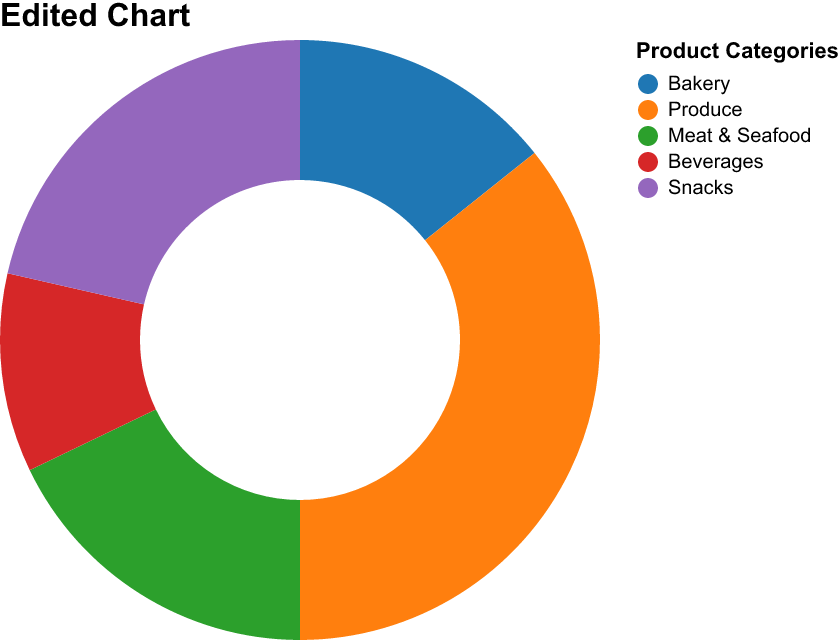 Edited Chart
Product Categories
Bakery
Produce
Meat & Seafood
Beverages
Snacks